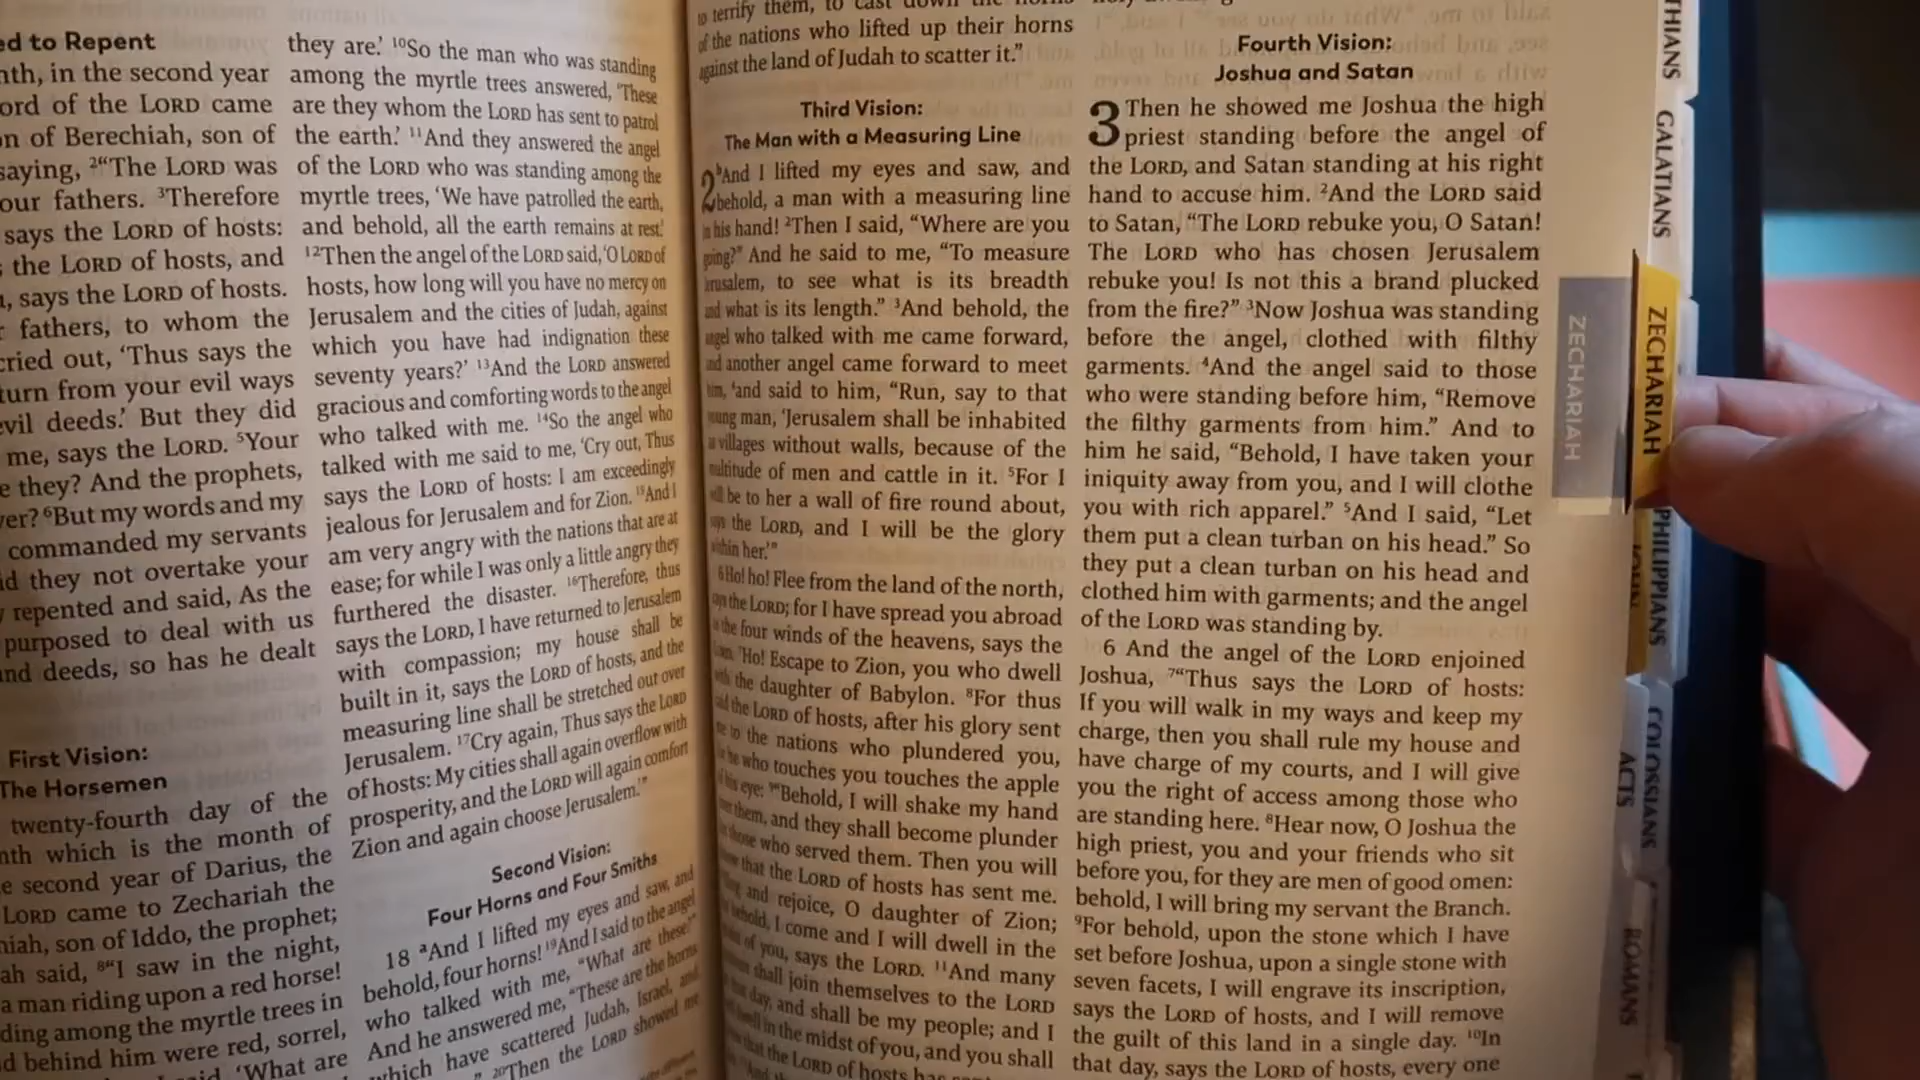 ed to Repent
nth, in the second year
ord of the LORD came
n of Berechiah, son of
saying, ²“The LORD was
our fathers. ³Therefore
says the LORD of hosts:
the LORD of hosts, and
, says the LORD of hosts.
fathers, to whom the
cried out, ‘Thus says the
turn from your evil ways
evil deeds.’ But they did
me, says the LORD. ⁵Your
e they? And the prophets,
ver? ⁶But my words and my
commanded my servants
d they not overtake your
repented and said, As the
purposed to deal with us
nd deeds, so has he dealt
First Vision:
The Horsemen
twenty-fourth day of the
nth which is the month of
e second year of Darius, the
LORD came to Zechariah the
hiah, son of Iddo, the prophet;
ah said, ⁸“I saw in the night,
a man riding upon a red horse!
ding among the myrtle trees in
d behind him were red, sorrel,
‘What are
they are.’ ¹⁰So the man who was standing
among the myrtle trees answered, ‘These
are they whom the LORD has sent to patrol
the earth.’ ¹¹And they answered the angel
of the LORD who was standing among the
myrtle trees, ‘We have patrolled the earth,
and behold, all the earth remains at rest.’
¹²Then the angel of the LORD said, ‘O LORD of
hosts, how long will you have no mercy on
Jerusalem and the cities of Judah, against
which you have had indignation these
seventy years?’ ¹³And the LORD answered
gracious and comforting words to the angel
who talked with me. ¹⁴So the angel who
talked with me said to me, ‘Cry out, Thus
says the LORD of hosts: I am exceedingly
jealous for Jerusalem and for Zion. ¹⁵And I
am very angry with the nations that are at
ease; for while I was only a little angry they
furthered the disaster. ¹⁶Therefore, thus
says the LORD, I have returned to Jerusalem
with compassion; my house shall be
built in it, says the LORD of hosts, and the
measuring line shall be stretched out over
Jerusalem. ¹⁷Cry again, Thus says the LORD
of hosts: My cities shall again overflow with
prosperity, and the LORD will again comfort
Zion and again choose Jerusalem.’”
Second Vision:
Four Horns and Four Smiths
18 ᵃAnd I lifted my eyes and saw, and
behold, four horns! ¹⁹And I said to the angel
who talked with me, “What are these?”
And he answered me, “These are the horns
which have scattered Judah, Israel, and
²⁰Then the LORD showed me
to terrify them, to cast down the horns
of the nations who lifted up their horns
against the land of Judah to scatter it.”
Third Vision:
The Man with a Measuring Line
2 ᵇAnd I lifted my eyes and saw, and
behold, a man with a measuring line
in his hand! ²Then I said, “Where are you
going?” And he said to me, “To measure
Jerusalem, to see what is its breadth
and what is its length.” ³And behold, the
angel who talked with me came forward,
and another angel came forward to meet
him, ⁴and said to him, “Run, say to that
young man, ‘Jerusalem shall be inhabited
as villages without walls, because of the
multitude of men and cattle in it. ⁵For I
will be to her a wall of fire round about,
says the LORD, and I will be the glory
within her.’”
6 Ho! ho! Flee from the land of the north,
says the LORD; for I have spread you abroad
as the four winds of the heavens, says the
LORD. ⁷Ho! Escape to Zion, you who dwell
with the daughter of Babylon. ⁸For thus
said the LORD of hosts, after his glory sent
me to the nations who plundered you,
for he who touches you touches the apple
of his eye: ⁹“Behold, I will shake my hand
over them, and they shall become plunder
for those who served them. Then you will
know that the LORD of hosts has sent me.
and rejoice, O daughter of Zion;
behold, I come and I will dwell in the
midst of you, says the LORD. ¹¹And many
nations shall join themselves to the LORD
in that day, and shall be my people; and I
will dwell in the midst of you, and you shall
know that the LORD of hosts has
Fourth Vision:
Joshua and Satan
3 Then he showed me Joshua the high
priest standing before the angel of
the LORD, and Satan standing at his right
hand to accuse him. ²And the LORD said
to Satan, “The LORD rebuke you, O Satan!
The LORD who has chosen Jerusalem
rebuke you! Is not this a brand plucked
from the fire?” ³Now Joshua was standing
before the angel, clothed with filthy
garments. ⁴And the angel said to those
who were standing before him, “Remove
the filthy garments from him.” And to
him he said, “Behold, I have taken your
iniquity away from you, and I will clothe
you with rich apparel.” ⁵And I said, “Let
them put a clean turban on his head.” So
they put a clean turban on his head and
clothed him with garments; and the angel
of the LORD was standing by.
6 And the angel of the LORD enjoined
Joshua, ⁷“Thus says the LORD of hosts:
If you will walk in my ways and keep my
charge, then you shall rule my house and
have charge of my courts, and I will give
you the right of access among those who
are standing here. ⁸Hear now, O Joshua the
high priest, you and your friends who sit
before you, for they are men of good omen:
behold, I will bring my servant the Branch.
⁹For behold, upon the stone which I have
set before Joshua, upon a single stone with
seven facets, I will engrave its inscription,
says the LORD of hosts, and I will remove
the guilt of this land in a single day. ¹⁰In
that day, says the LORD of hosts, every one
THIANS
GALATIANS
ZECHARIAH
ZECHARIAH
PHILIPPIANS
JOHN
COLOSSIANS
ACTS
ROMANS